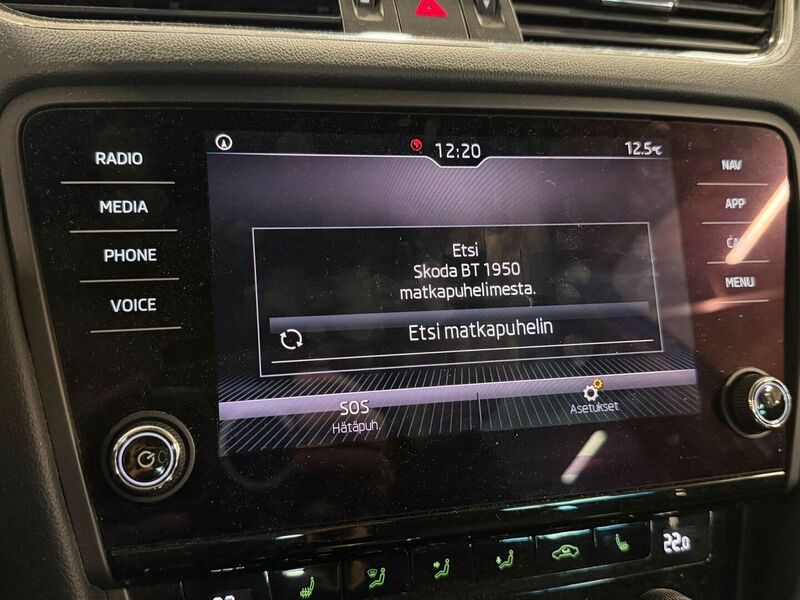 12:20
12.5°C
RADIO
MEDIA
PHONE
VOICE
Etsi
Skoda BT 1950
matkapuhelimesta.
Etsi matkapuhelin
SOS
Hätäpuh.
Asetukset
NAV
APP
MENU
22.0